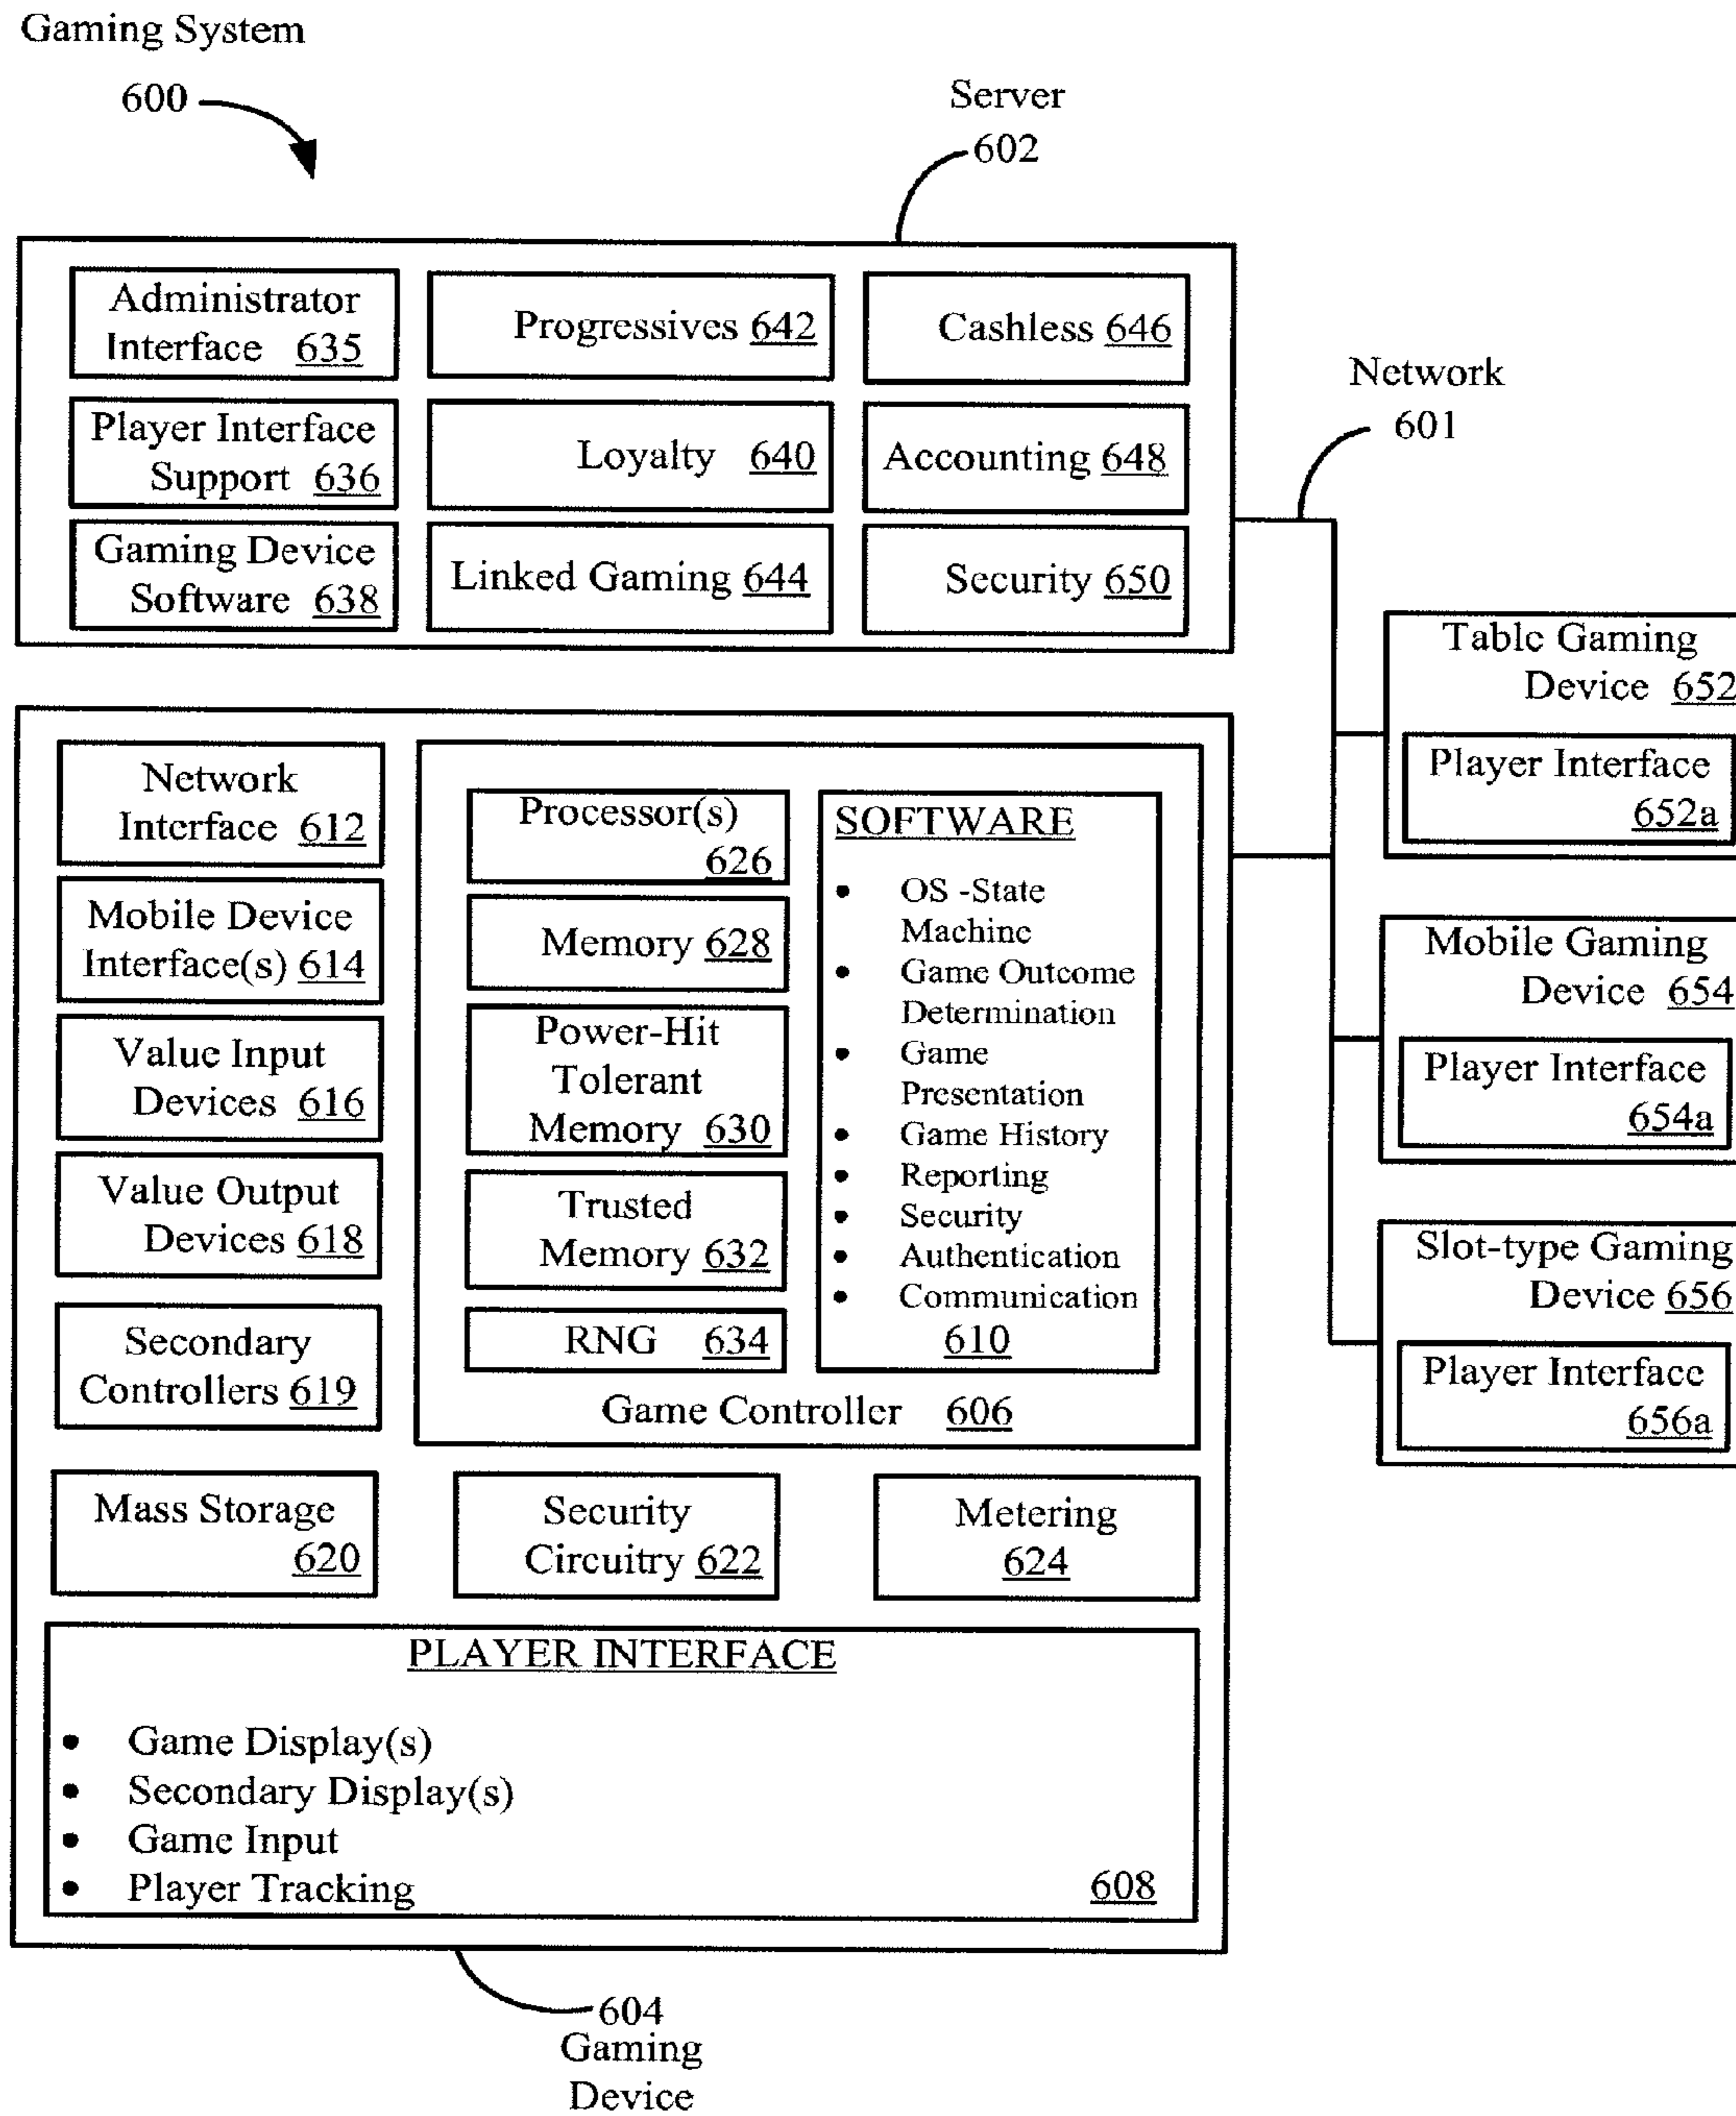 Gaming System
600
Server
602
Administrator
Interface 635
Progressives 642
Cashless 646
Player Interface
Support 636
Loyalty 640
Accounting 648
Gaming Device
Software 638
Linked Gaming 644
Security 650
Network
601
Table Gaming
Device 652
Player Interface
652a
Mobile Gaming
Device 654
Player Interface
654a
Slot-type Gaming
Device 656
Player Interface
656a
Network
Interface 612
Mobile Device
Interface(s) 614
Value Input
Devices 616
Value Output
Devices 618
Secondary
Controllers 619
Processor(s)
626
Memory 628
Power-Hit
Tolerant
Memory 630
Trusted
Memory 632
RNG 634
SOFTWARE
• OS -State
Machine
• Game Outcome
Determination
• Game
Presentation
• Game History
• Reporting
• Security
• Authentication
• Communication
610
Game Controller 606
Mass Storage
620
Security
Circuitry 622
Metering
624
PLAYER INTERFACE
• Game Display(s)
• Secondary Display(s)
• Game Input
• Player Tracking
608
604
Gaming
Device